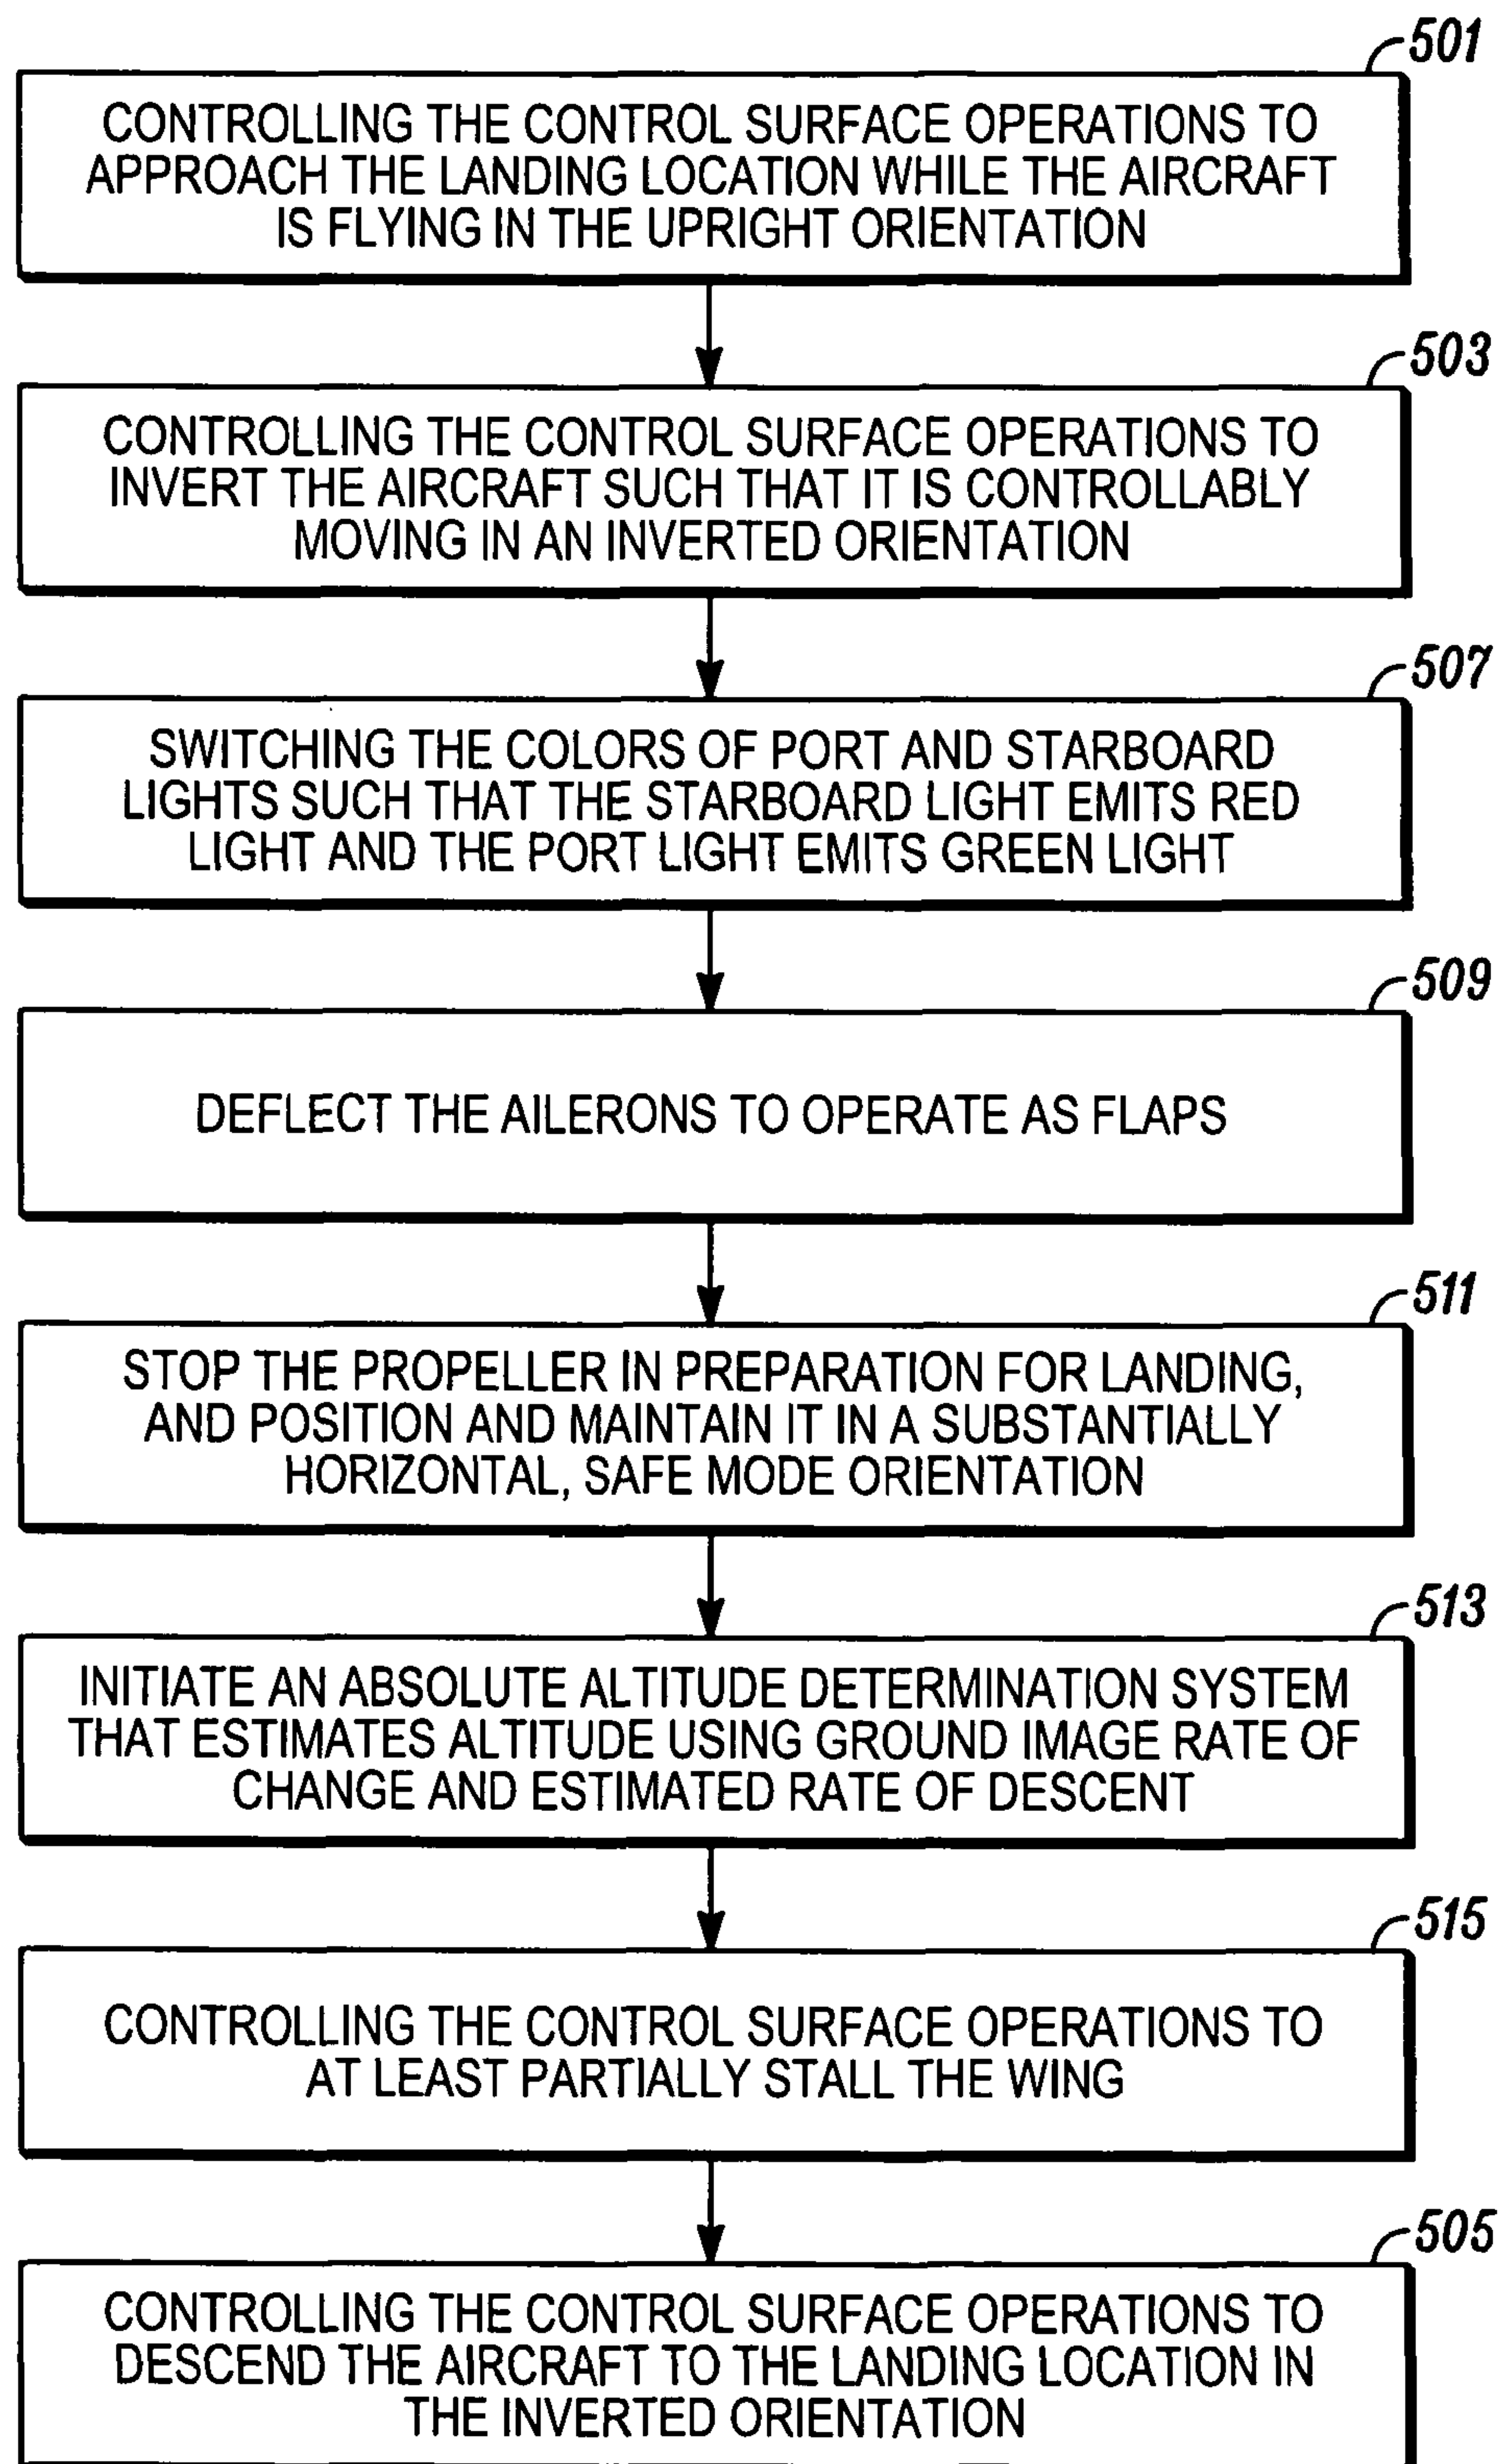 501
CONTROLLING THE CONTROL SURFACE OPERATIONS TO
APPROACH THE LANDING LOCATION WHILE THE AIRCRAFT
IS FLYING IN THE UPRIGHT ORIENTATION
503
CONTROLLING THE CONTROL SURFACE OPERATIONS TO
INVERT THE AIRCRAFT SUCH THAT IT IS CONTROLLABLY
MOVING IN AN INVERTED ORIENTATION
507
SWITCHING THE COLORS OF PORT AND STARBOARD
LIGHTS SUCH THAT THE STARBOARD LIGHT EMITS RED
LIGHT AND THE PORT LIGHT EMITS GREEN LIGHT
509
DEFLECT THE AILERONS TO OPERATE AS FLAPS
511
STOP THE PROPELLER IN PREPARATION FOR LANDING,
AND POSITION AND MAINTAIN IT IN A SUBSTANTIALLY
HORIZONTAL, SAFE MODE ORIENTATION
513
INITIATE AN ABSOLUTE ALTITUDE DETERMINATION SYSTEM
THAT ESTIMATES ALTITUDE USING GROUND IMAGE RATE OF
CHANGE AND ESTIMATED RATE OF DESCENT
515
CONTROLLING THE CONTROL SURFACE OPERATIONS TO
AT LEAST PARTIALLY STALL THE WING
505
CONTROLLING THE CONTROL SURFACE OPERATIONS TO
DESCEND THE AIRCRAFT TO THE LANDING LOCATION IN
THE INVERTED ORIENTATION